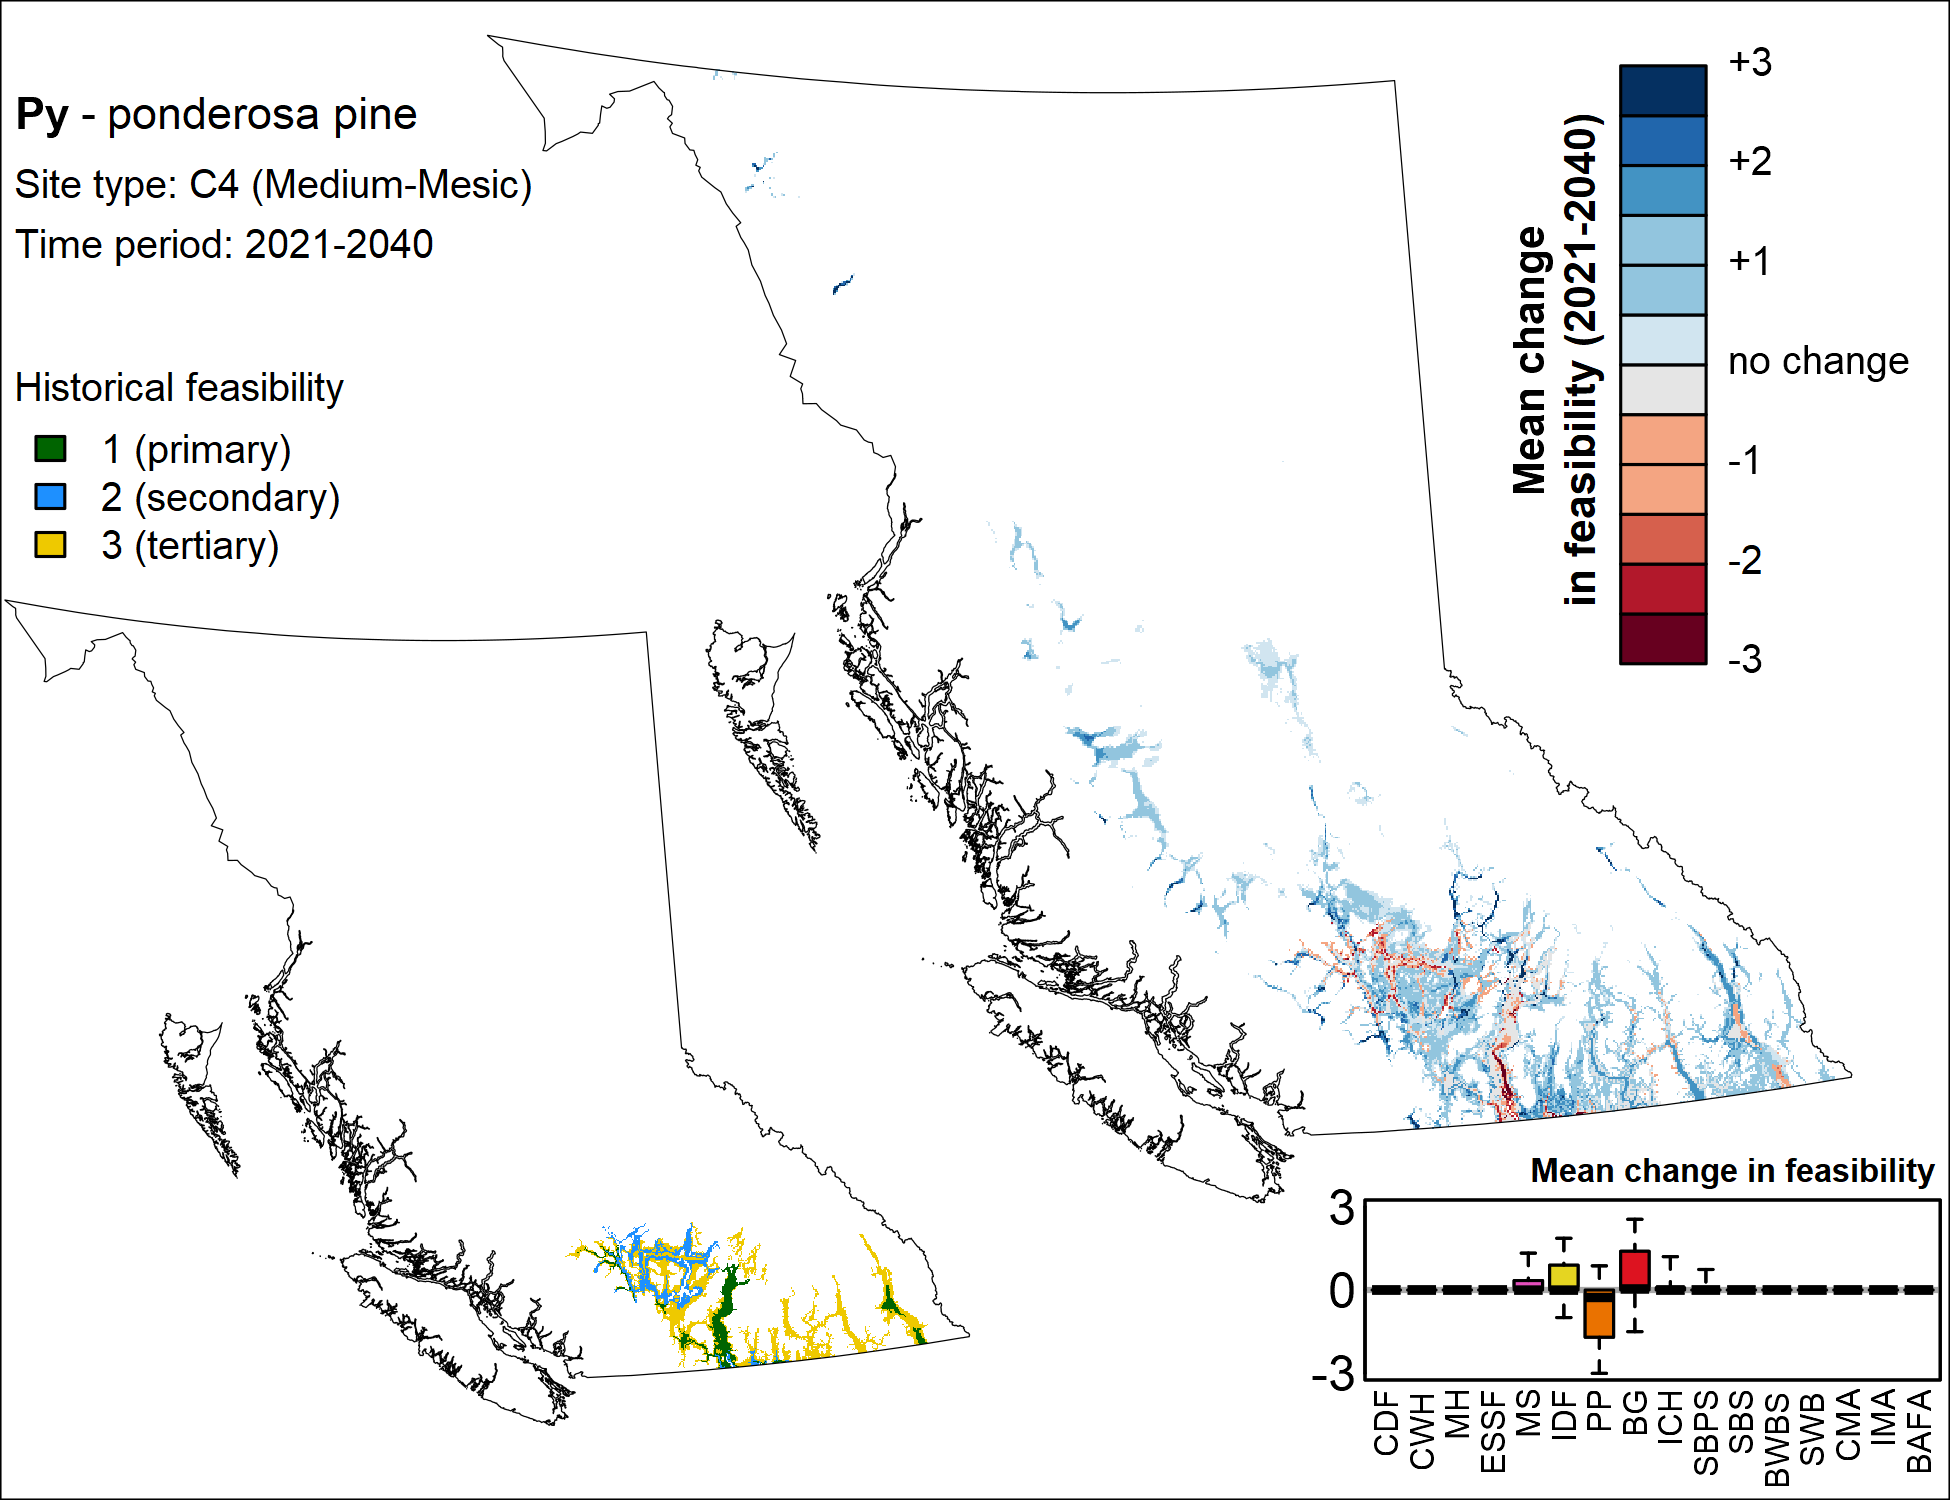 Py - ponderosa pine
Site type: C4 (Medium-Mesic)
Time period: 2021-2040
Historical feasibility
1 (primary)
2 (secondary)
3 (tertiary)
Mean change
in feasibility (2021-2040)
+3
+2
+1
no change
-1
-2
-3
Mean change in feasibility
3
0
-3
CDF
CWH
MH
ESSF
MS
IDF
PP
BG
ICH
SBPS
SBS
BWBS
SWB
CMA
IMA
BAFA